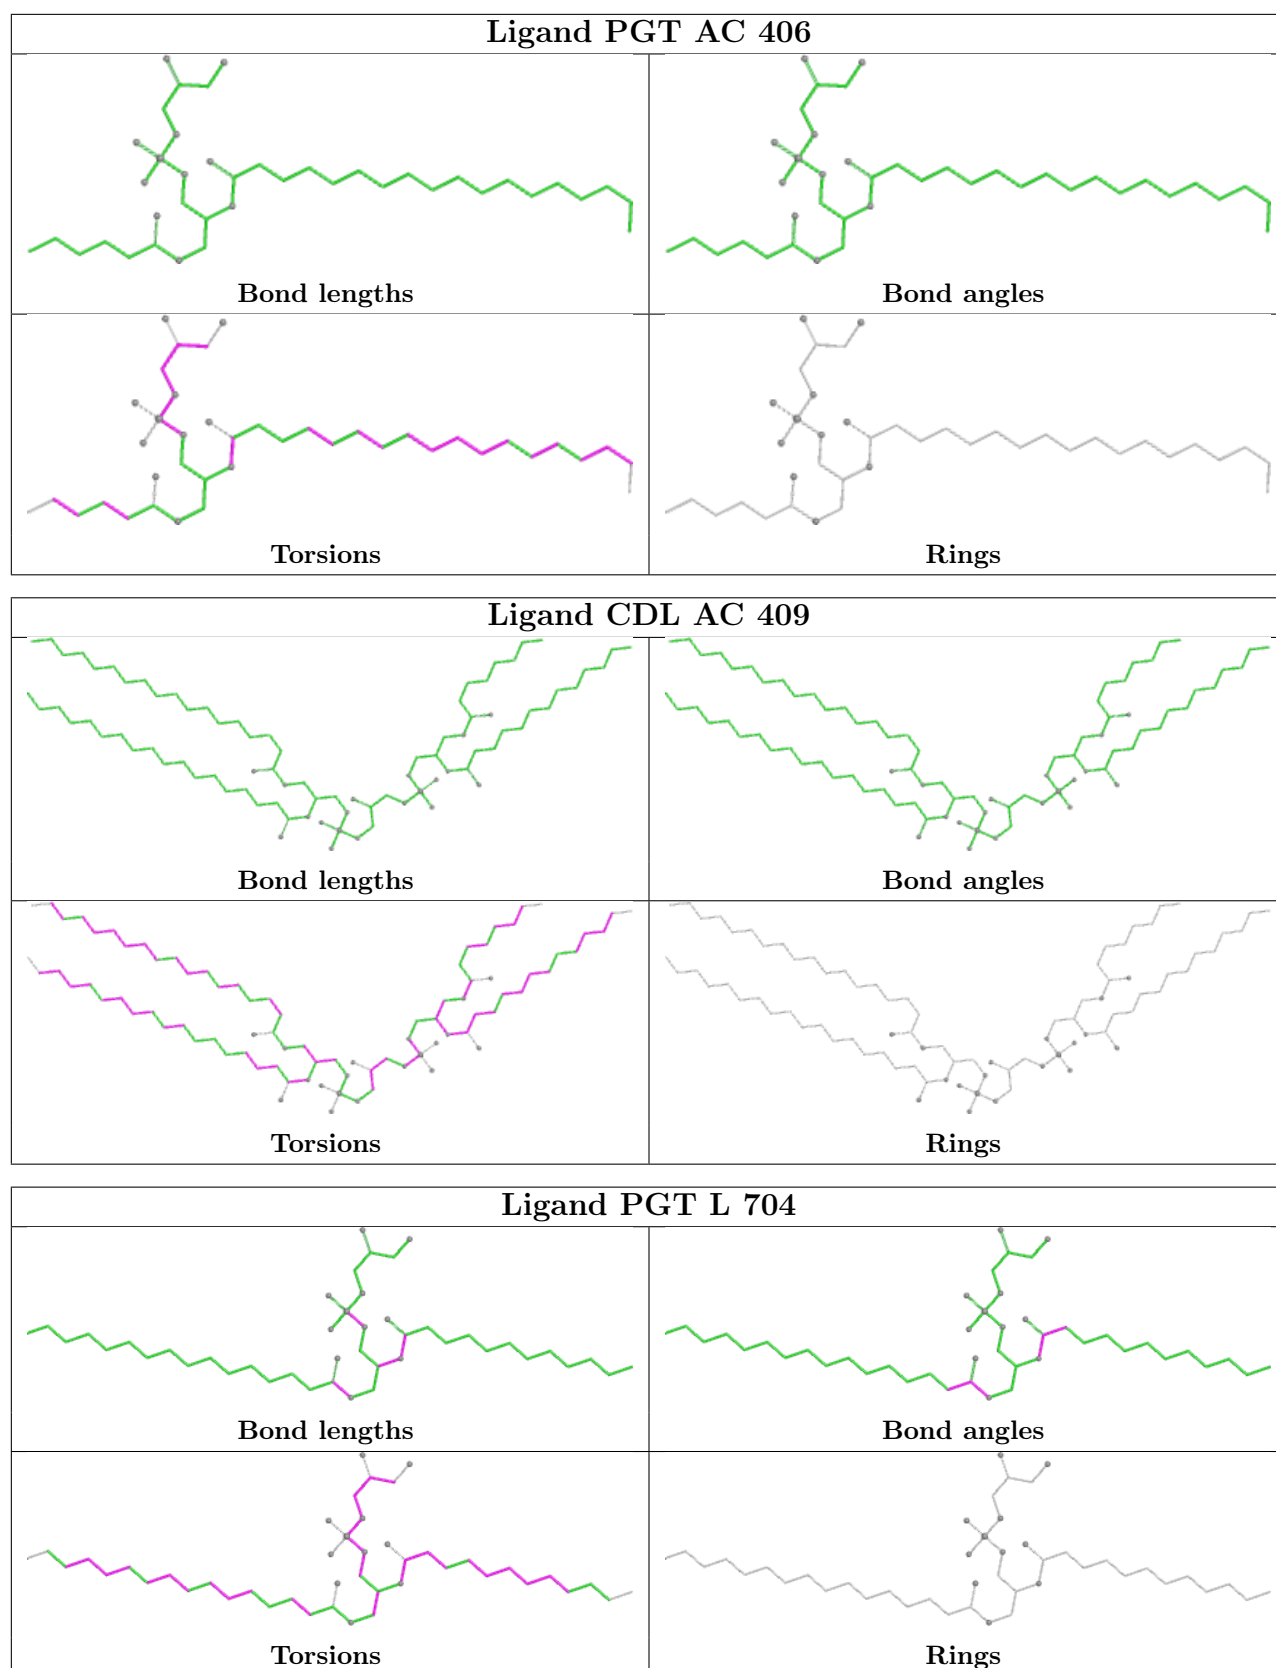 Ligand PGT AC 406
Bond lengths
Bond angles
Torsions
Rings
Ligand CDL AC 409
Bond lengths
Bond angles
Torsions
Rings
Ligand PGT L 704
Bond lengths
Bond angles
Torsions
Rings